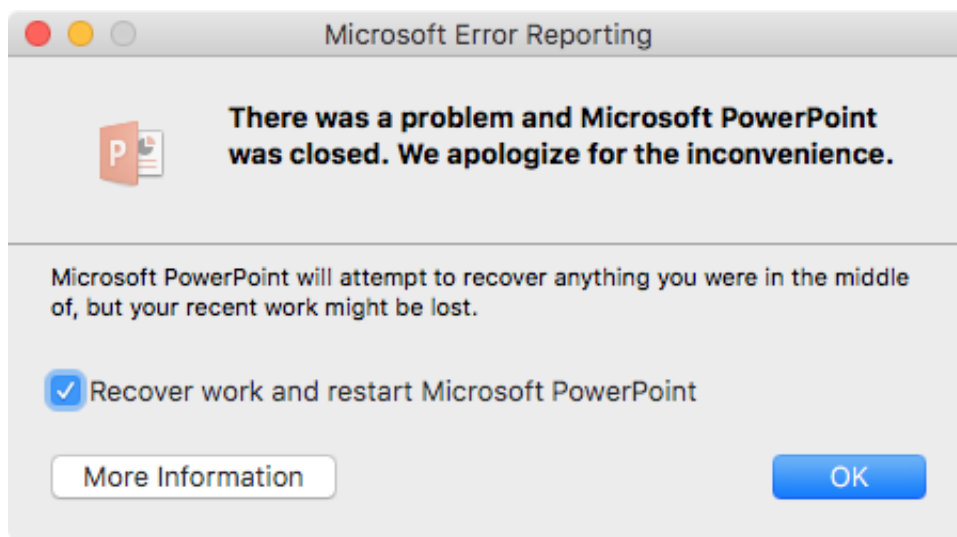 Microsoft Error Reporting
There was a problem and Microsoft PowerPoint
was closed. We apologize for the inconvenience.
P
Microsoft PowerPoint will attempt to recover anything you were in the middle
of, but your recent work might be lost.
Recover work and restart Microsoft PowerPoint
More Information
OK